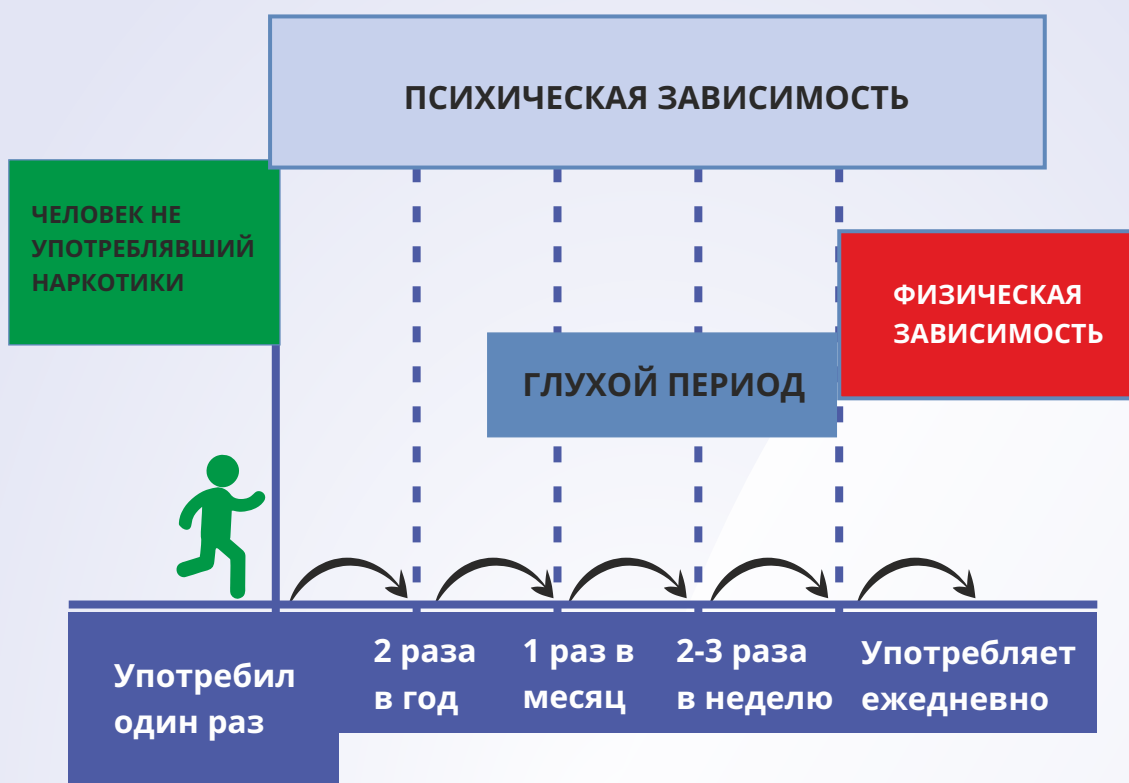 ПСИХИЧЕСКАЯ ЗАВИСИМОСТЬ
ЧЕЛОВЕК НЕ
УПОТРЕБЛЯВШИЙ
НАРКОТИКИ
ФИЗИЧЕСКАЯ
ЗАВИСИМОСТЬ
ГЛУХОЙ ПЕРИОД
Употребил
один раз
2 раза
в год
1 раз в
месяц
2-3 раза
в неделю
Употребляет
ежедневно